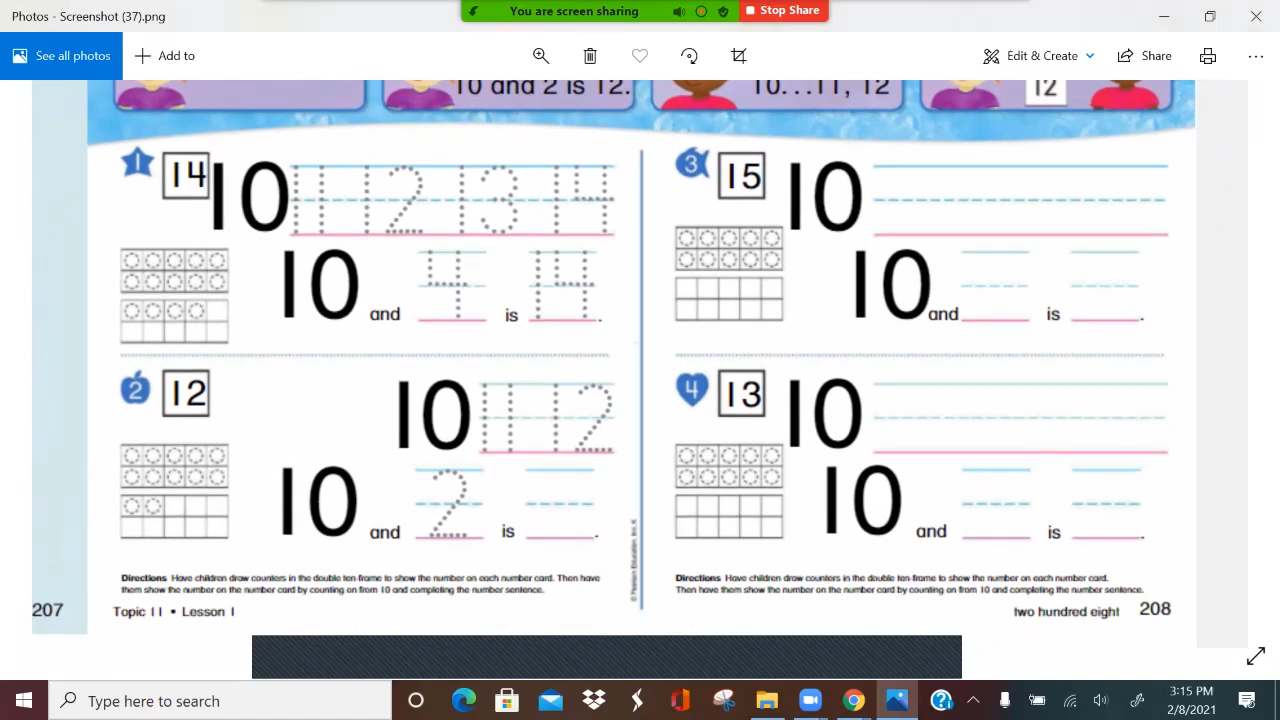 Photos - Screenshot (37).png
You are screen sharing
Stop Share
See all photos
Add to
Edit & Create
Share
10 and 2 is 12.
10...11, 12
12
1 14 10 11 12 13 14
10 and 4 is 14.
2 12 10 11 12
10 and 2 is .
3 15 10
10 and is .
4 13 10
10 and is .
Directions Have children draw counters in the double ten-frame to show the number on each number card. Then have
them show the number on the number card by counting on from 10 and completing the number sentence.
207 Topic 11 • Lesson 1
© Pearson Education, Inc. K
Directions Have children draw counters in the double ten-frame to show the number on each number card.
Then have them show the number on the number card by counting on from 10 and completing the number sentence.
two hundred eight 208
Type here to search
3:15 PM
2/8/2021